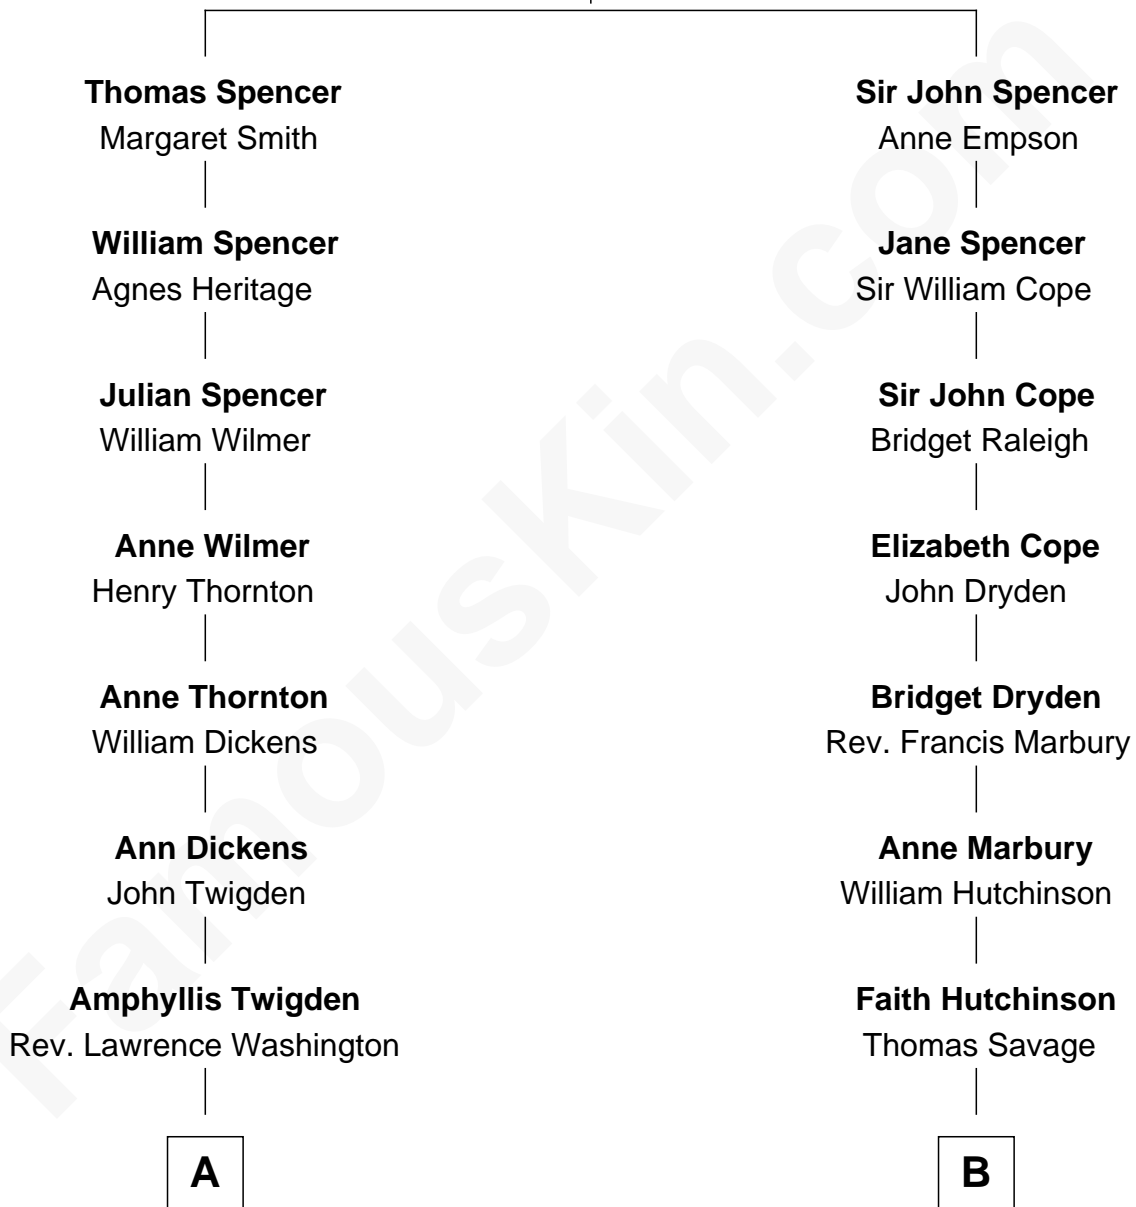 Thomas Spencer
Margaret Smith
William Spencer
Agnes Heritage
Julian Spencer
William Wilmer
Anne Wilmer
Henry Thornton
Anne Thornton
William Dickens
Ann Dickens
John Twigden
Amphyllis Twigden
Rev. Lawrence Washington
A
Sir John Spencer
Anne Empson
Jane Spencer
Sir William Cope
Sir John Cope
Bridget Raleigh
Elizabeth Cope
John Dryden
Bridget Dryden
Rev. Francis Marbury
Anne Marbury
William Hutchinson
Faith Hutchinson
Thomas Savage
B
FamousKin.com